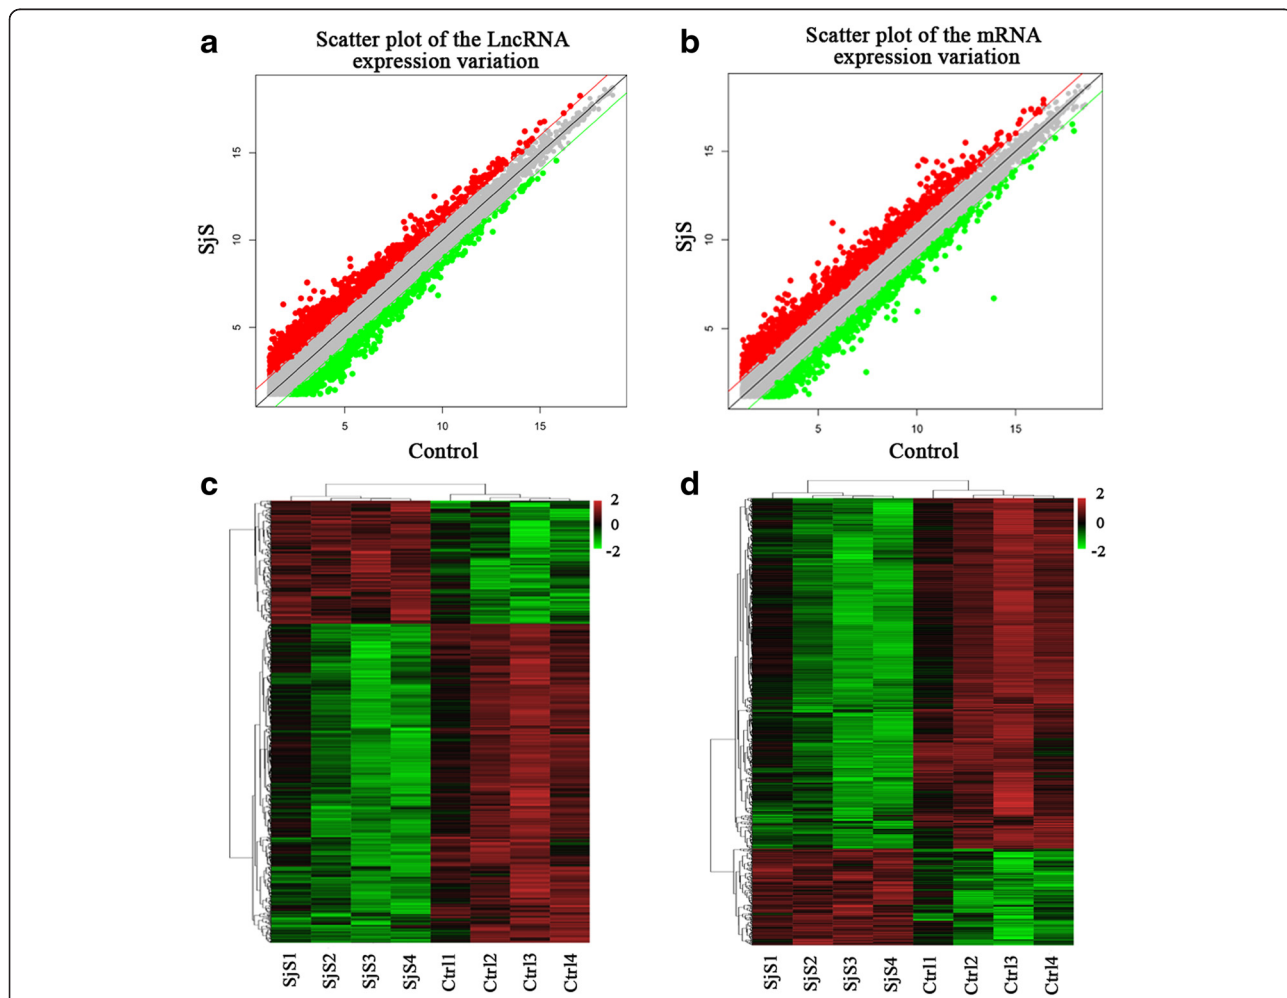 a
Scatter plot of the LncRNA
expression variation
SjS
15
10
5
5
10
15
Control
b
Scatter plot of the mRNA
expression variation
SjS
15
10
5
5
10
15
Control
c
2
0
-2
SjS1
SjS2
SjS3
SjS4
Ctrl1
Ctrl2
Ctrl3
Ctrl4
d
2
0
-2
SjS1
SjS2
SjS3
SjS4
Ctrl1
Ctrl2
Ctrl3
Ctrl4